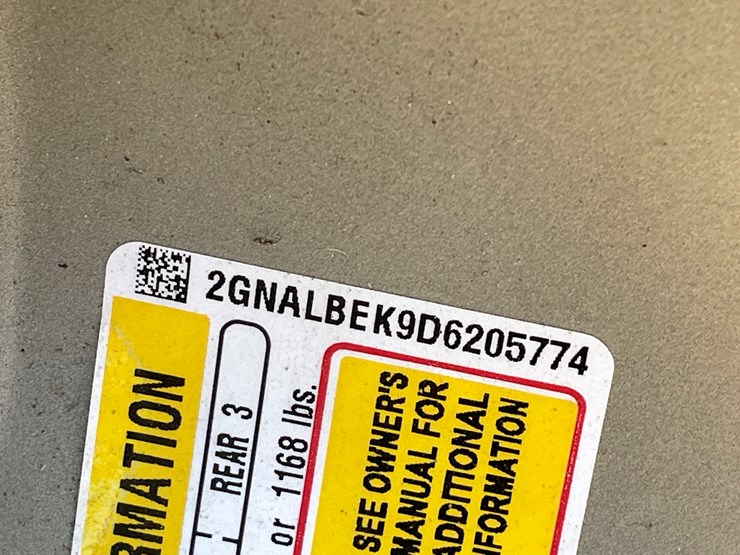 2GNALBEK9D6205774
RMATION
REAR 3
or 1168 lbs.
SEE OWNER'S
MANUAL FOR
ADDITIONAL
INFORMATION